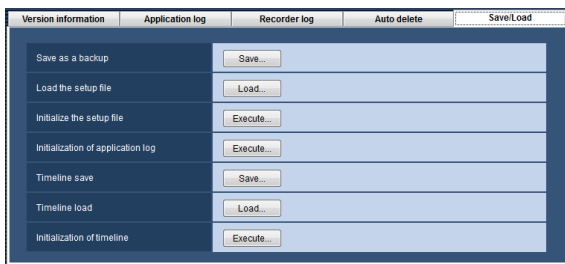 Version information Application log Recorder log Auto delete Save/Load
Save as a backup Save...
Load the setup file Load...
Initialize the setup file Execute...
Initialization of application log Execute...
Timeline save Save...
Timeline load Load...
Initialization of timeline Execute...